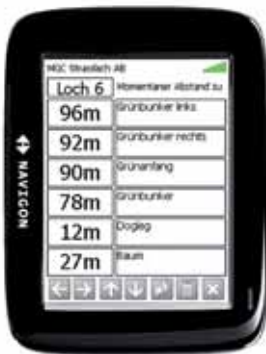 MGC Strasslach AB
Loch 6 Momentaner Abstand zu
96m Grünbunker links
92m Grünbunker rechts
90m Grünanfang
78m Grünbunker
12m Dogleg
27m Baum
NAVIGON